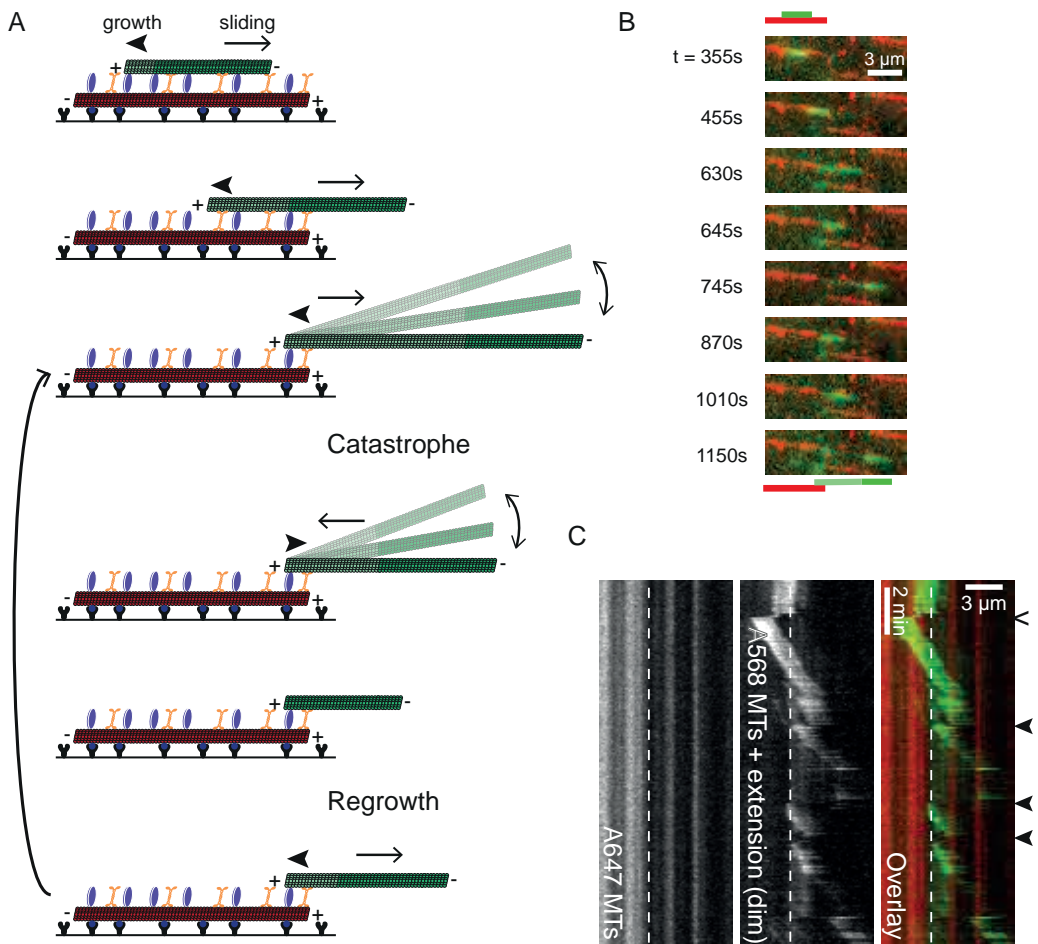 A
growth
sliding
+
-
-
+
+
-
-
+
+
-
-
+
Catastrophe
+
-
-
+
+
-
-
+
Regrowth
+
-
-
+
B
t = 355s
3 µm
455s
630s
645s
745s
870s
1010s
1150s
C
A647 MTs
A568 MTs + extension (dim)
2 min
3 µm
Overlay